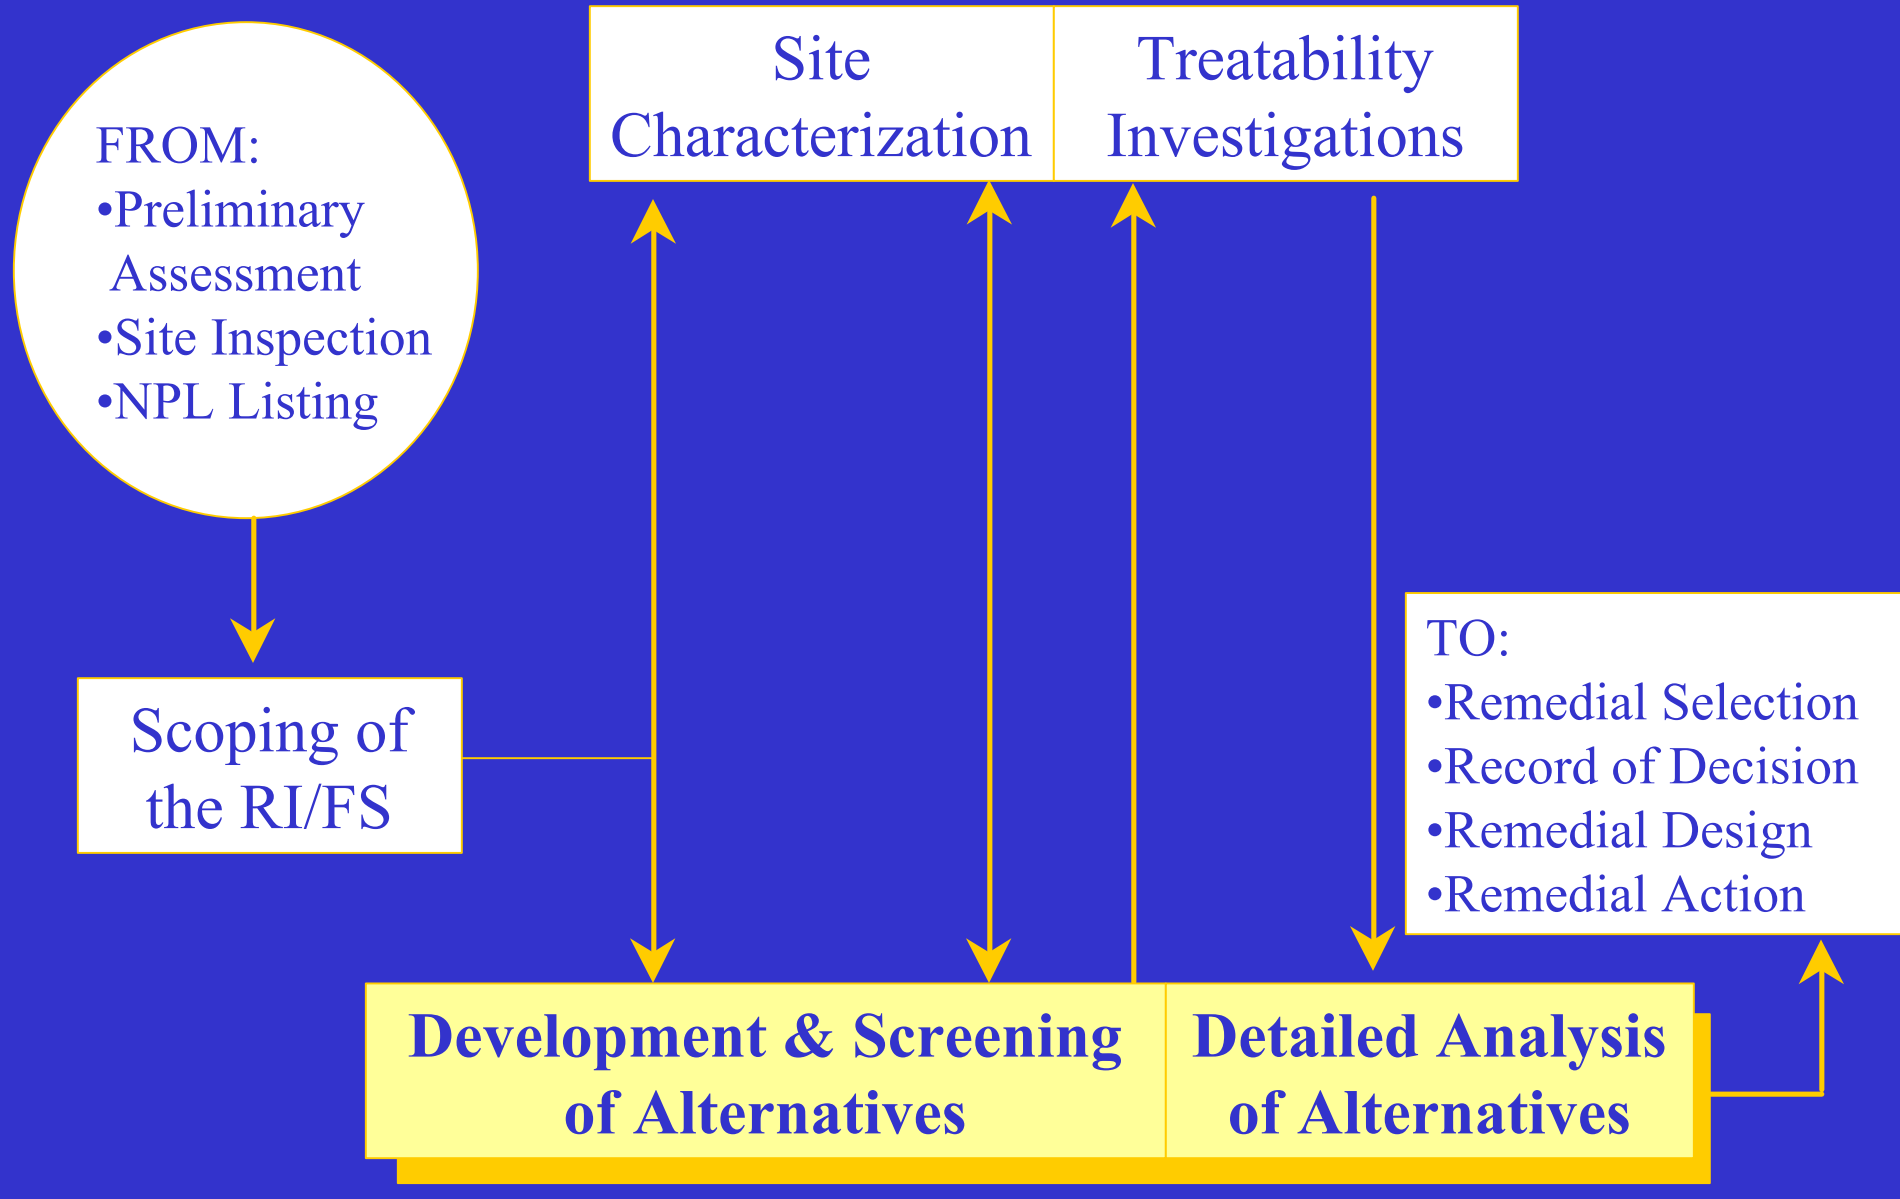 FROM:
•Preliminary
Assessment
•Site Inspection
•NPL Listing
Site
Characterization
Treatability
Investigations
Scoping of
the RI/FS
TO:
•Remedial Selection
•Record of Decision
•Remedial Design
•Remedial Action
Development & Screening
of Alternatives
Detailed Analysis
of Alternatives